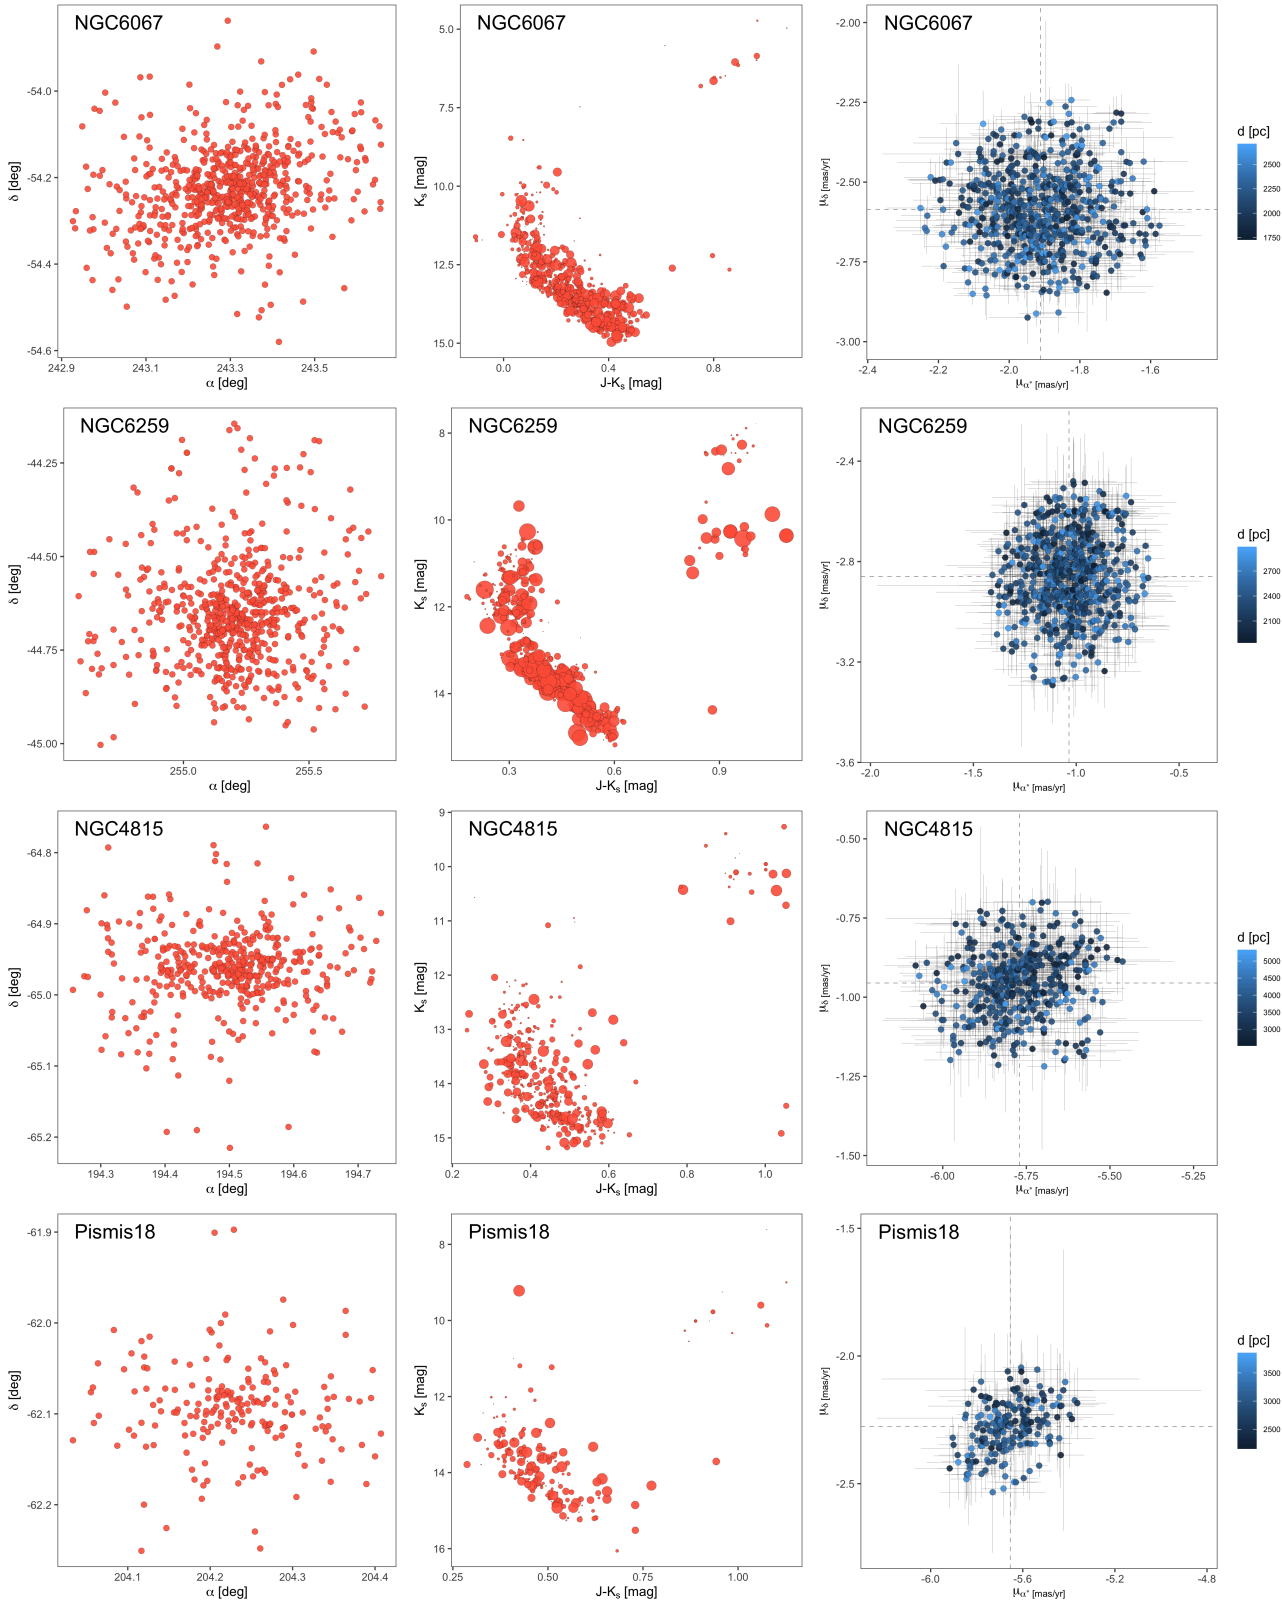 NGC6067
NGC6067
NGC6067
-54.0
-54.2
-54.4
-54.6
δ [deg]
242.9 243.1 243.3 243.5
α [deg]
5.0
7.5
10.0
12.5
15.0
Ks [mag]
0.0 0.4 0.8
J-Ks [mag]
-2.00
-2.25
-2.50
-2.75
-3.00
μδ [mas/yr]
-2.4 -2.2 -2.0 -1.8 -1.6
μα* [mas/yr]
d [pc]
2500
2250
2000
1750
NGC6259
NGC6259
NGC6259
-44.25
-44.50
-44.75
-45.00
δ [deg]
255.0 255.5
α [deg]
8
10
12
14
Ks [mag]
0.3 0.6 0.9
J-Ks [mag]
-2.4
-2.8
-3.2
-3.6
μδ [mas/yr]
-2.0 -1.5 -1.0 -0.5
μα* [mas/yr]
d [pc]
2700
2400
2100
NGC4815
NGC4815
NGC4815
-64.8
-64.9
-65.0
-65.1
-65.2
δ [deg]
194.3 194.4 194.5 194.6 194.7
α [deg]
9
10
11
12
13
14
15
Ks [mag]
0.2 0.4 0.6 0.8 1.0
J-Ks [mag]
-0.50
-0.75
-1.00
-1.25
-1.50
μδ [mas/yr]
-6.00 -5.75 -5.50 -5.25
μα* [mas/yr]
d [pc]
5000
4500
4000
3500
3000
Pismis18
Pismis18
Pismis18
-61.9
-62.0
-62.1
-62.2
δ [deg]
204.1 204.2 204.3 204.4
α [deg]
8
10
12
14
16
Ks [mag]
0.25 0.50 0.75 1.00
J-Ks [mag]
-1.5
-2.0
-2.5
μδ [mas/yr]
-6.0 -5.6 -5.2 -4.8
μα* [mas/yr]
d [pc]
3500
3000
2500